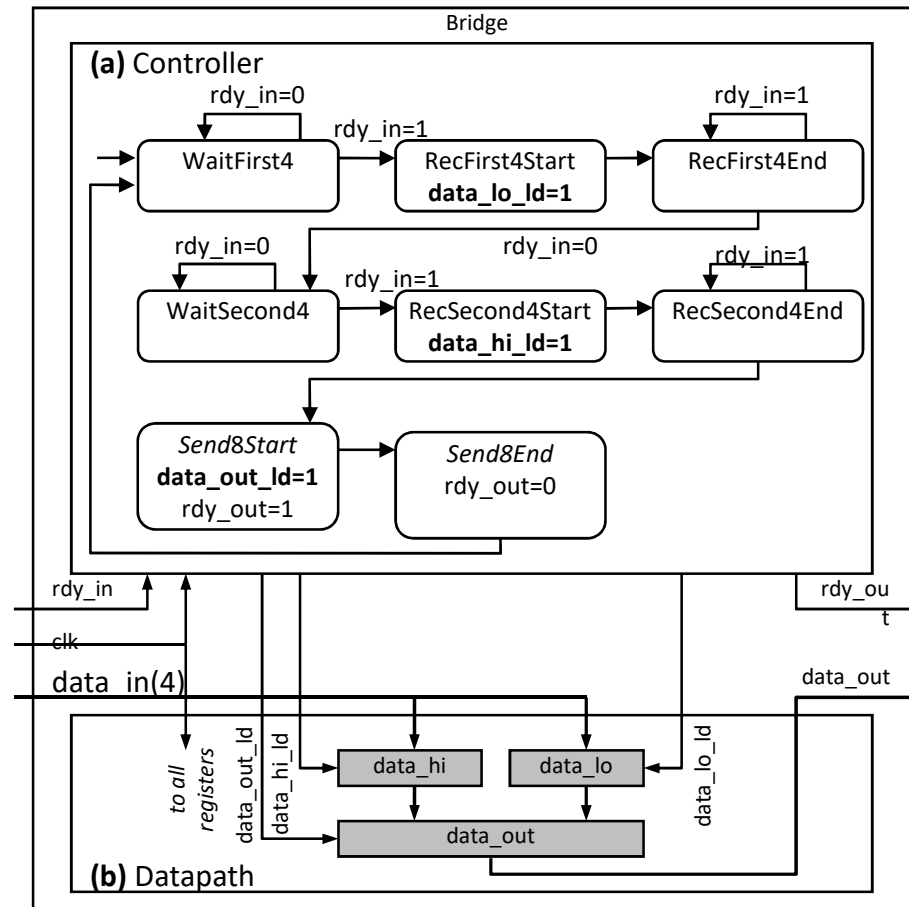 Bridge
(a) Controller
rdy_in=0
rdy_in=1
rdy_in=1
WaitFirst4
RecFirst4Start
data_lo_ld=1
RecFirst4End
rdy_in=0
rdy_in=0
rdy_in=1
rdy_in=1
WaitSecond4
RecSecond4Start
data_hi_ld=1
RecSecond4End
Send8Start
data_out_ld=1
rdy_out=1
Send8End
rdy_out=0
rdy_in
rdy_ou
t
clk
data_in(4)
data_out
to all
registers
data_out_ld
data_hi_ld
data_hi
data_lo
data_lo_ld
data_out
(b) Datapath